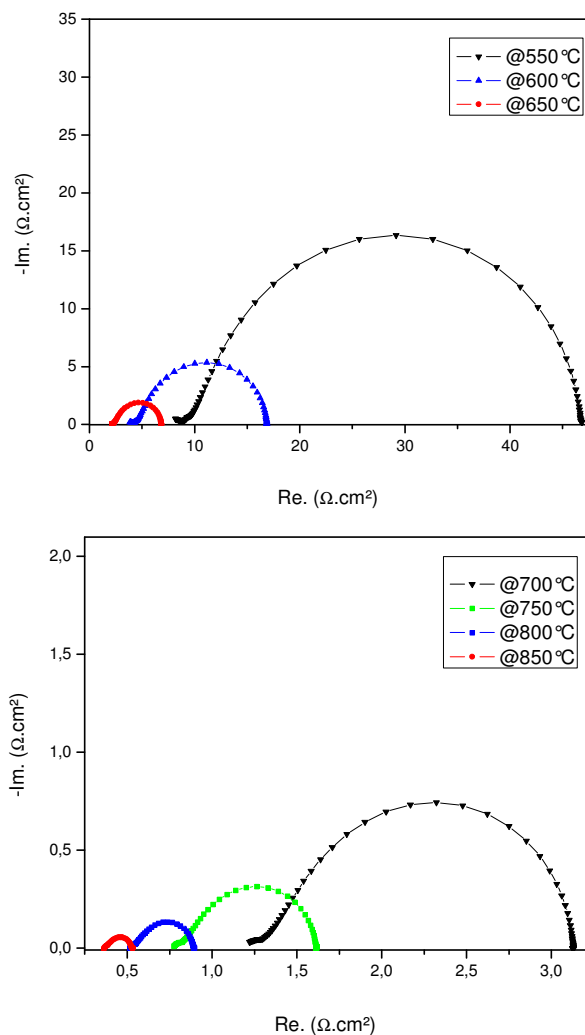 35
30
25
20
15
10
5
0
-Im. (Ω.cm²)
@550°C
@600°C
@650°C
0 10 20 30 40
Re. (Ω.cm²)
2,0
1,5
1,0
0,5
0,0
-Im. (Ω.cm²)
@700°C
@750°C
@800°C
@850°C
0,5 1,0 1,5 2,0 2,5 3,0
Re. (Ω.cm²)